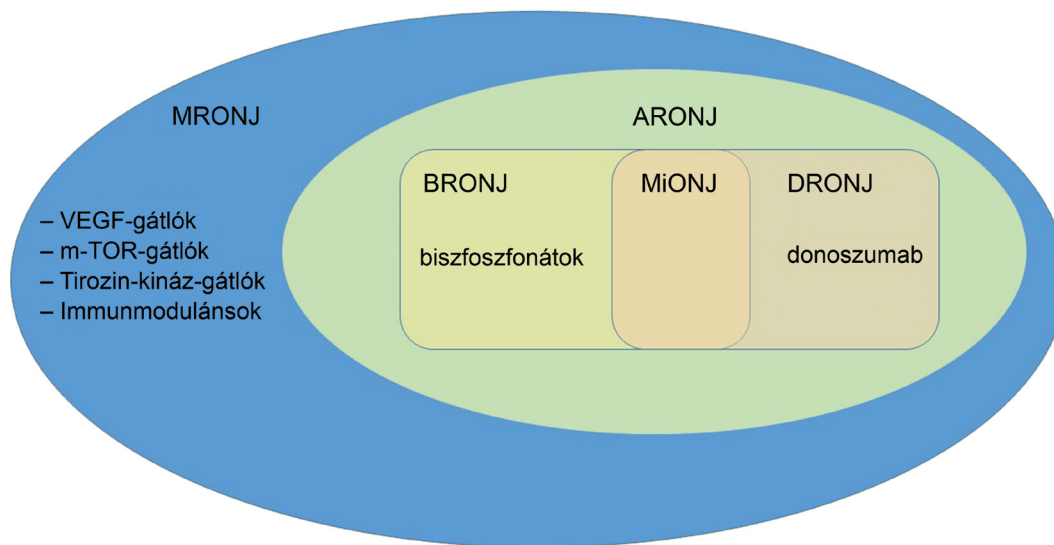 MRONJ
ARONJ
BRONJ
MiONJ
DRONJ
– VEGF-gátlók
– m-TOR-gátlók
– Tirozin-kináz-gátlók
– Immunmodulánsok
biszfoszfonátok
donoszumab